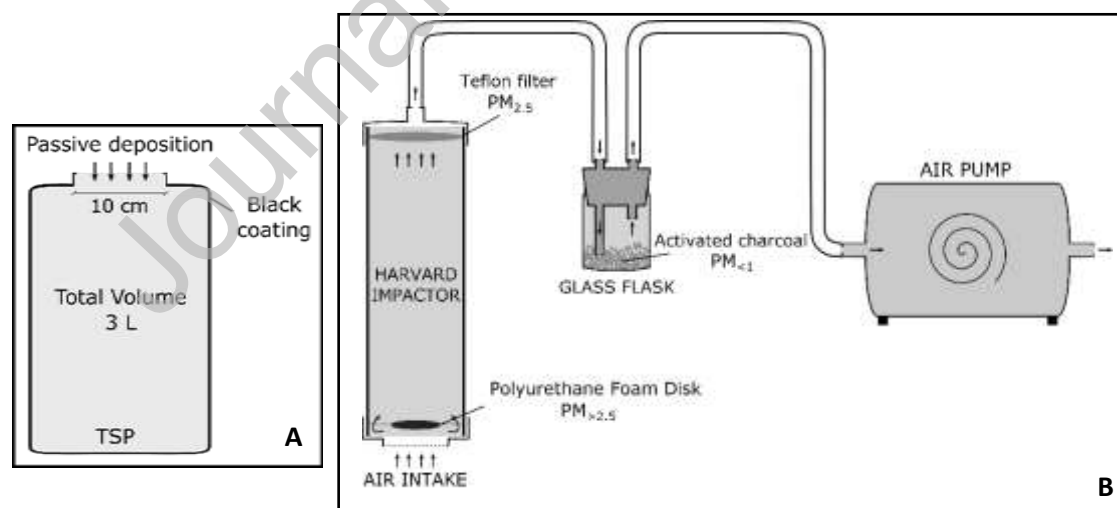 Journal
Passive deposition
10 cm
Black
coating
Total Volume
3 L
TSP
A
Teflon filter
PM2.5
HARVARD
IMPACTOR
Polyurethane Foam Disk
PM>2.5
AIR INTAKE
Activated charcoal
PM<1
GLASS FLASK
AIR PUMP
B